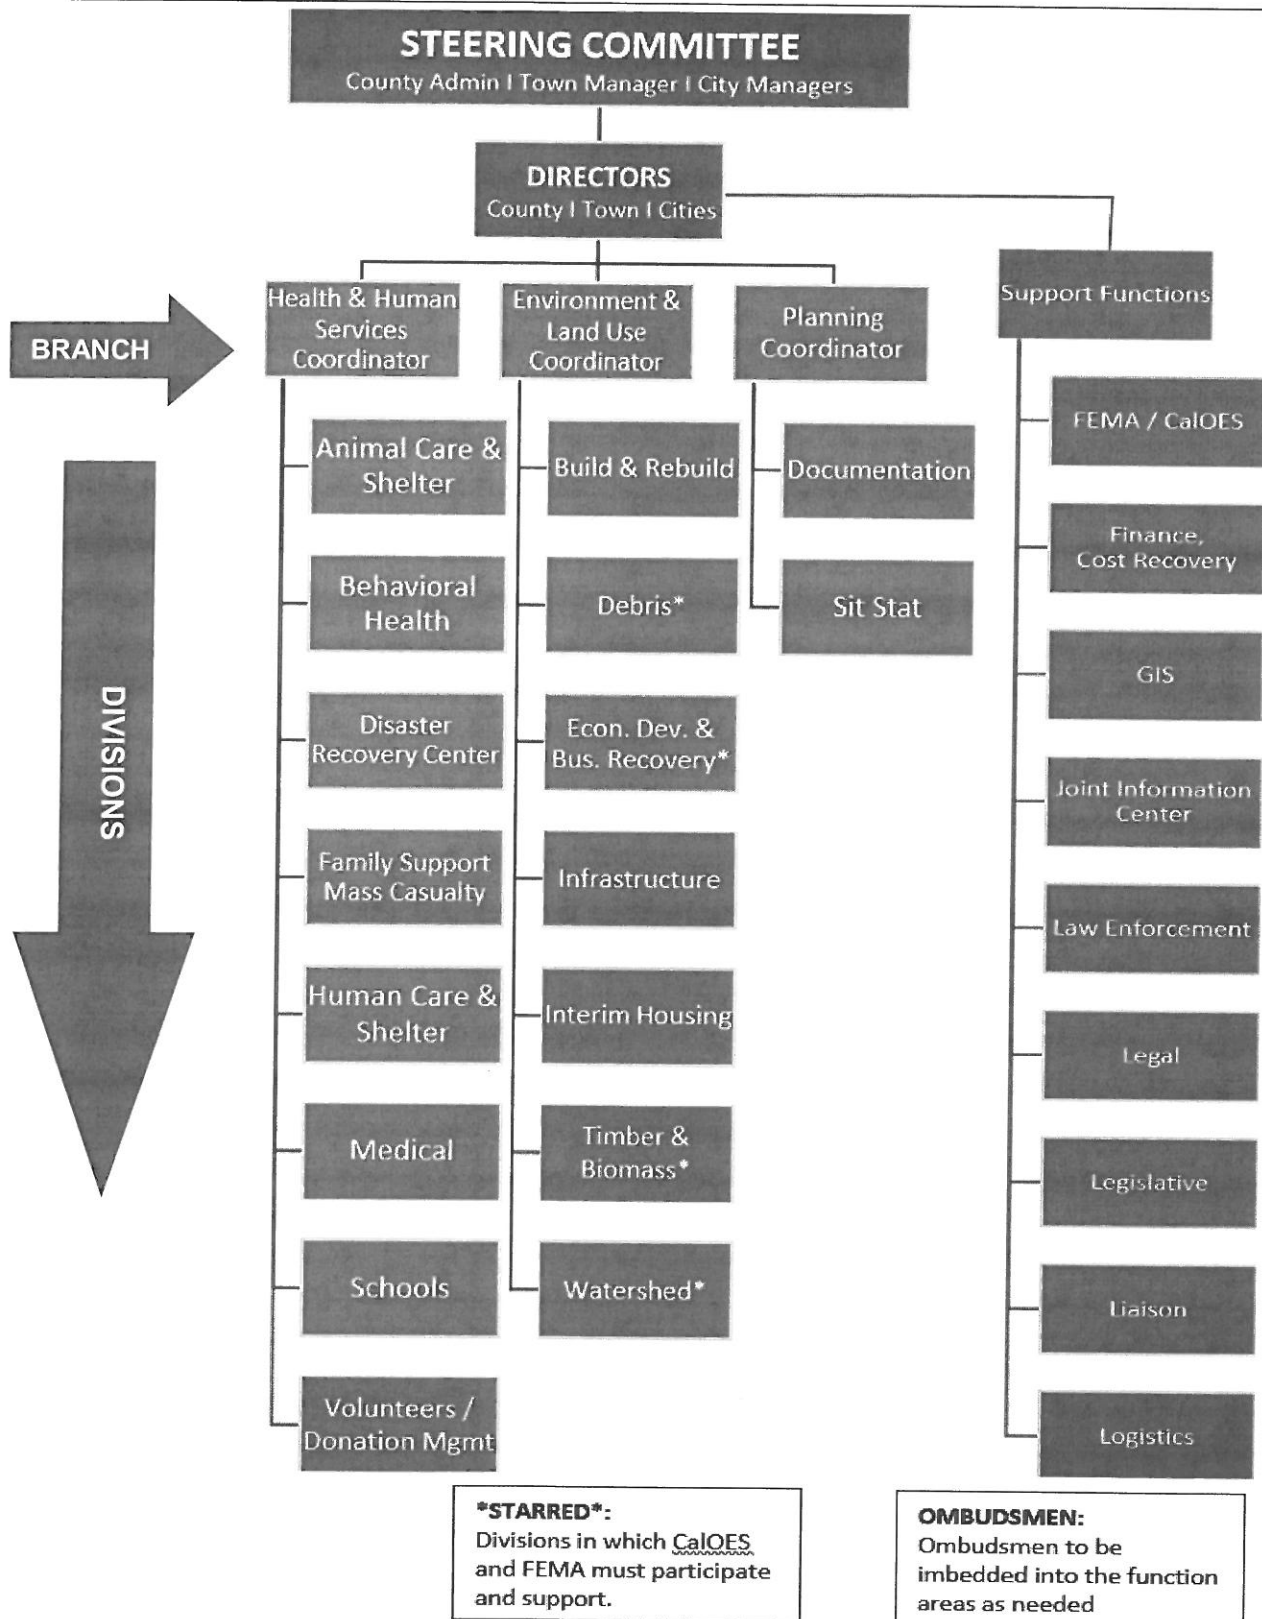 STEERING COMMITTEE
County Admin I Town Manager I City Managers
DIRECTORS
County I Town I Cities
BRANCH
Health & Human
Services
Coordinator
Environment &
Land Use
Coordinator
Planning
Coordinator
Support Functions
DIVISIONS
Animal Care &
Shelter
Behavioral
Health
Disaster
Recovery Center
Family Support
Mass Casualty
Human Care &
Shelter
Medical
Schools
Volunteers /
Donation Mgmt
Build & Rebuild
Debris*
Econ. Dev. &
Bus. Recovery*
Infrastructure
Interim Housing
Timber &
Biomass*
Watershed*
Documentation
Sit Stat
FEMA / CalOES
Finance,
Cost Recovery
GIS
Joint Information
Center
Law Enforcement
Legal
Legislative
Liaison
Logistics
*STARRED*:
Divisions in which CalOES
and FEMA must participate
and support.
OMBUDSMEN:
Ombudsmen to be
imbedded into the function
areas as needed